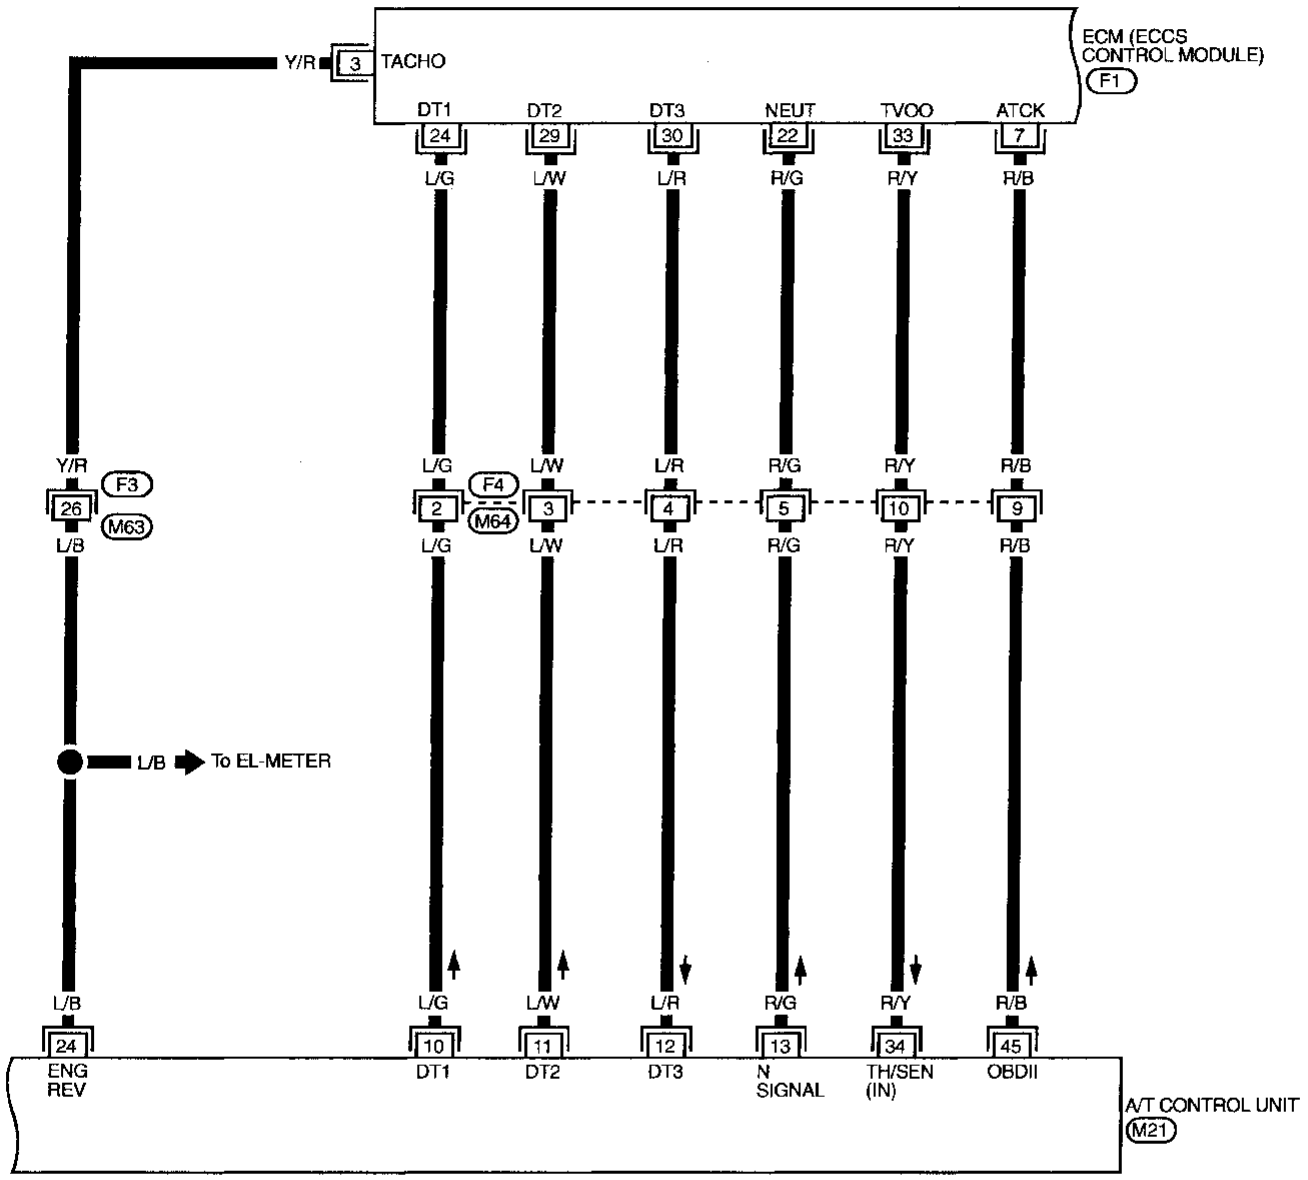 ECM (ECCS
CONTROL MODULE)
F1
Y/R 3 TACHO
DT1 DT2 DT3 NEUT TVOO ATCK
24 29 30 22 33 7
L/G L/W L/R R/G R/Y R/B
Y/R L/G L/W L/R R/G R/Y R/B
F3 F4
26 2 3 4 5 10 9
M63 M64
L/B L/G L/W L/R R/G R/Y R/B
L/B To EL-METER
L/B L/G L/W L/R R/G R/Y R/B
24 10 11 12 13 34 45
ENG
REV
DT1
DT2
DT3
N
SIGNAL
TH/SEN
(IN)
OBDII
A/T CONTROL UNIT
M21